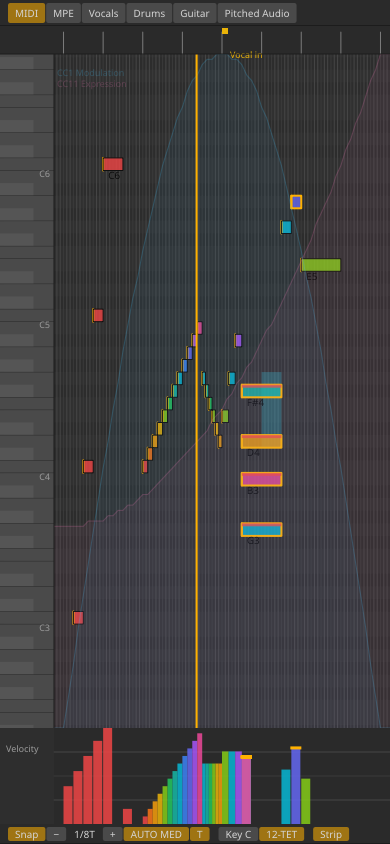 MIDI MPE Vocals Drums Guitar Pitched Audio
Vocal in
CC1 Modulation
CC11 Expression
C6
C6
E5
C5
F#4
D4
C4
B3
G3
C3
Velocity
Snap − 1/8T + AUTO MED T Key C 12-TET Strip